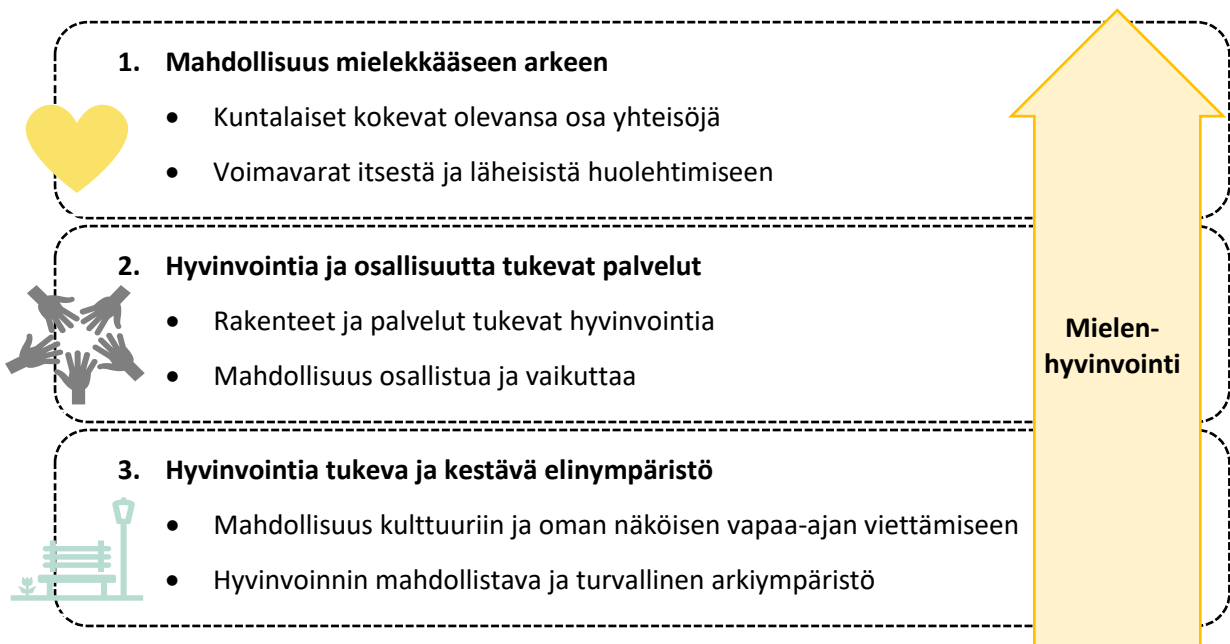 1. Mahdollisuus mielekkääseen arkeen
• Kuntalaiset kokevat olevansa osa yhteisöjä
• Voimavarat itsestä ja läheisistä huolehtimiseen
2. Hyvinvointia ja osallisuutta tukevat palvelut
• Rakenteet ja palvelut tukevat hyvinvointia
• Mahdollisuus osallistua ja vaikuttaa
3. Hyvinvointia tukeva ja kestävä elinympäristö
• Mahdollisuus kulttuuriin ja oman näköisen vapaa-ajan viettämiseen
• Hyvinvoinnin mahdollistava ja turvallinen arkiympäristö
Mielen-
hyvinvointi